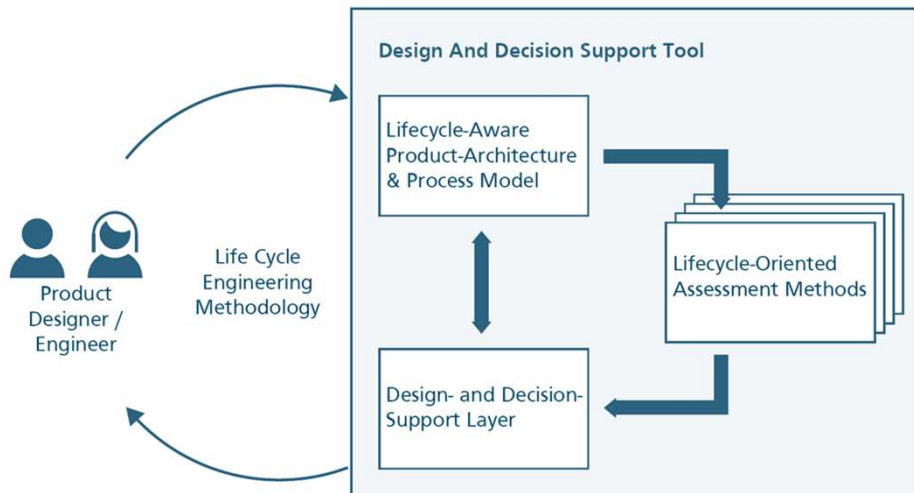 Design And Decision Support Tool
Lifecycle-Aware
Product-Architecture
& Process Model
Lifecycle-Oriented
Assessment Methods
Design- and Decision-
Support Layer
Life Cycle
Engineering
Methodology
Product
Designer /
Engineer